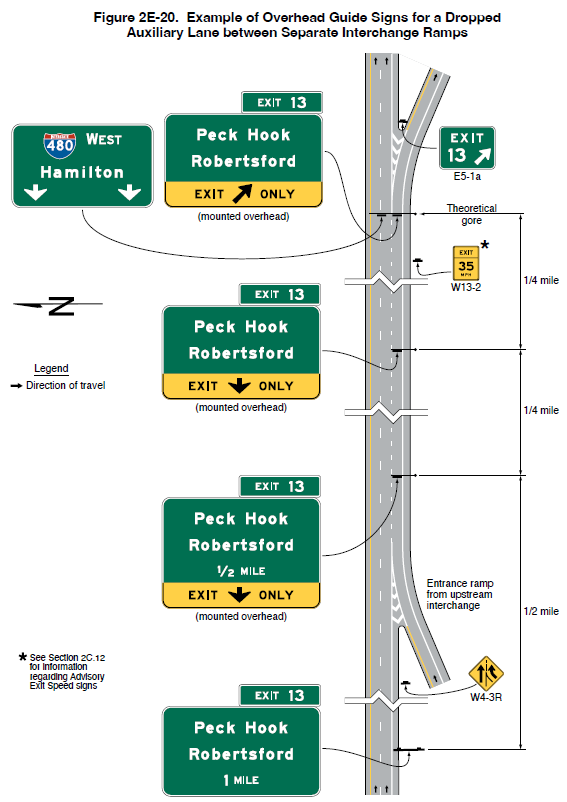 Figure 2E-20. Example of Overhead Guide Signs for a Dropped
Auxiliary Lane between Separate Interchange Ramps
INTERSTATE
480
WEST
Hamilton
EXIT 13
Peck Hook
Robertsford
EXIT ONLY
(mounted overhead)
EXIT
13
E5-1a
Theoretical
gore
*
EXIT
35
MPH
W13-2
1/4 mile
N
EXIT 13
Peck Hook
Robertsford
EXIT ONLY
(mounted overhead)
Legend
Direction of travel
1/4 mile
EXIT 13
Peck Hook
Robertsford
1/2 MILE
EXIT ONLY
(mounted overhead)
Entrance ramp
from upstream
interchange
1/2 mile
* See Section 2C.12
for information
regarding Advisory
Exit Speed signs
W4-3R
EXIT 13
Peck Hook
Robertsford
1 MILE